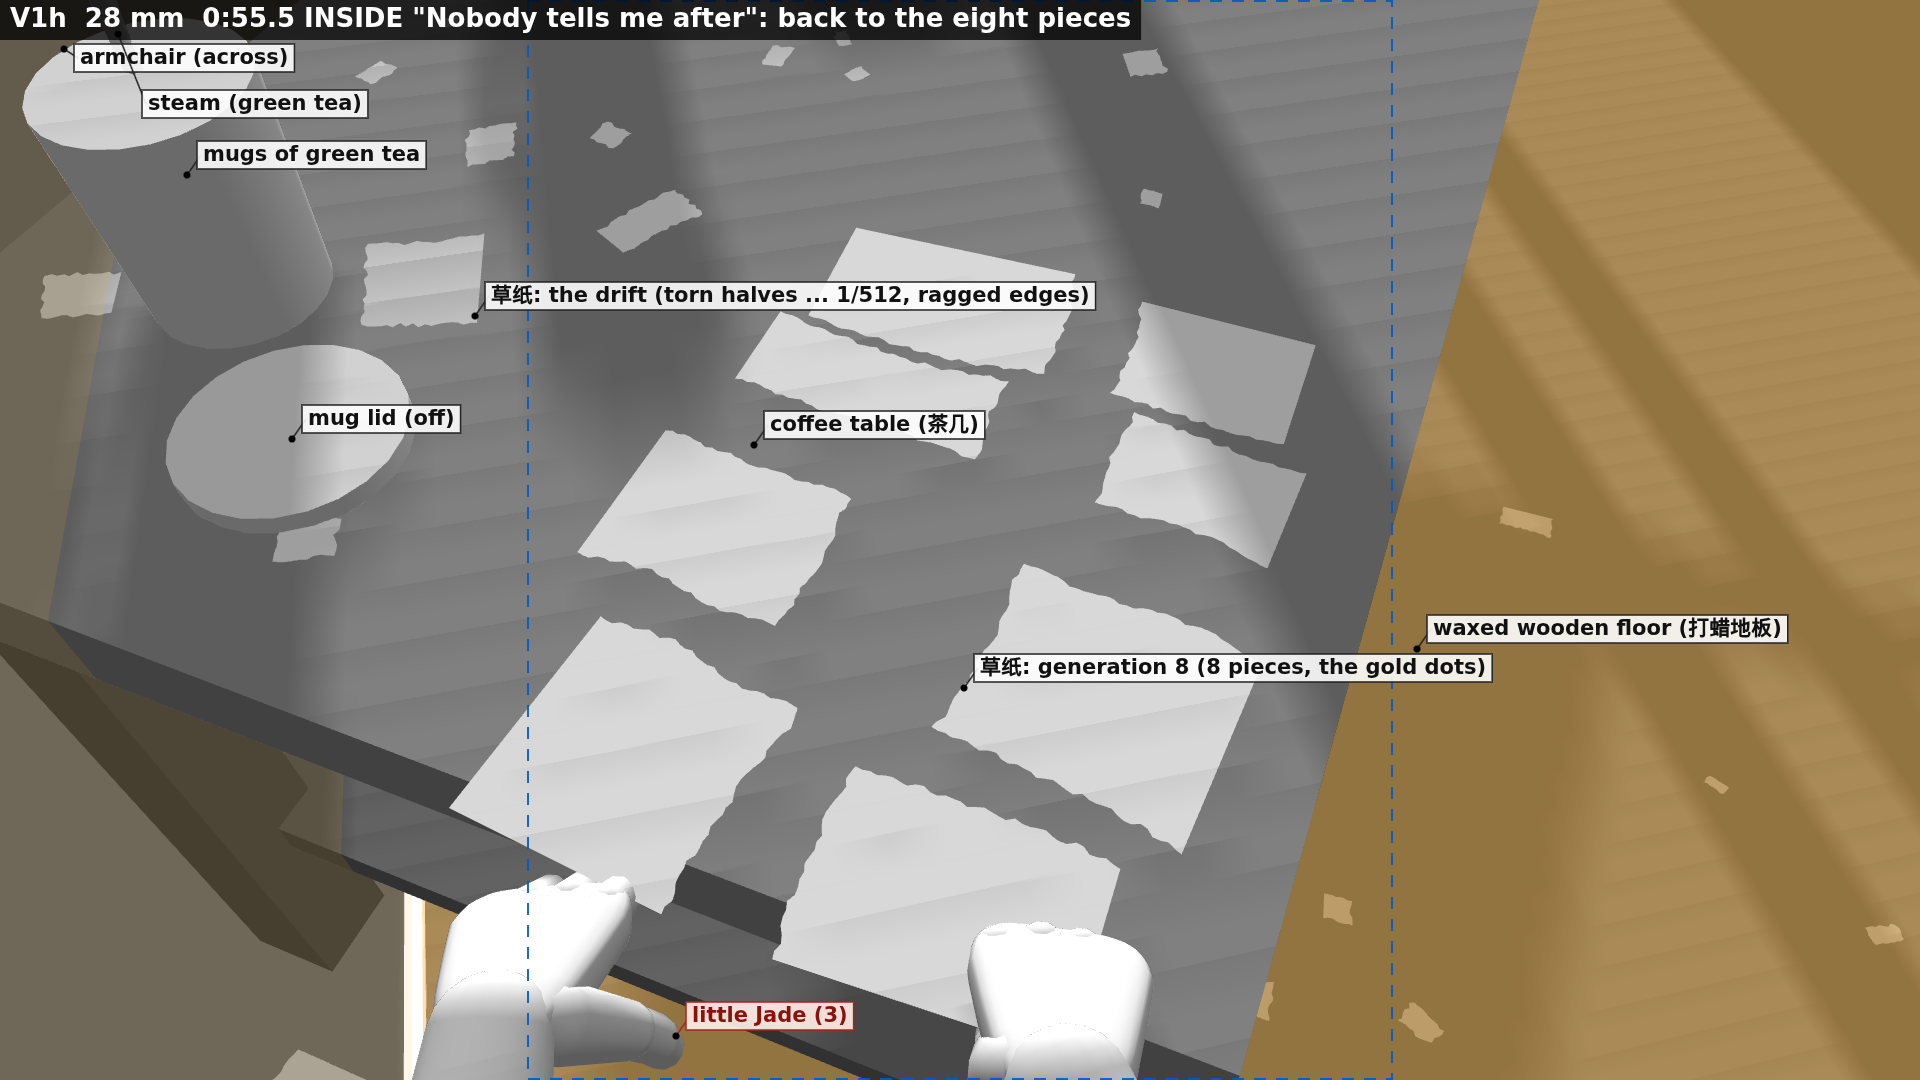 V1h 28 mm 0:55.5 INSIDE "Nobody tells me after": back to the eight pieces
armchair (across)
steam (green tea)
mugs of green tea
草纸: the drift (torn halves ... 1/512, ragged edges)
mug lid (off)
coffee table (茶几)
waxed wooden floor (打蜡地板)
草纸: generation 8 (8 pieces, the gold dots)
little Jade (3)